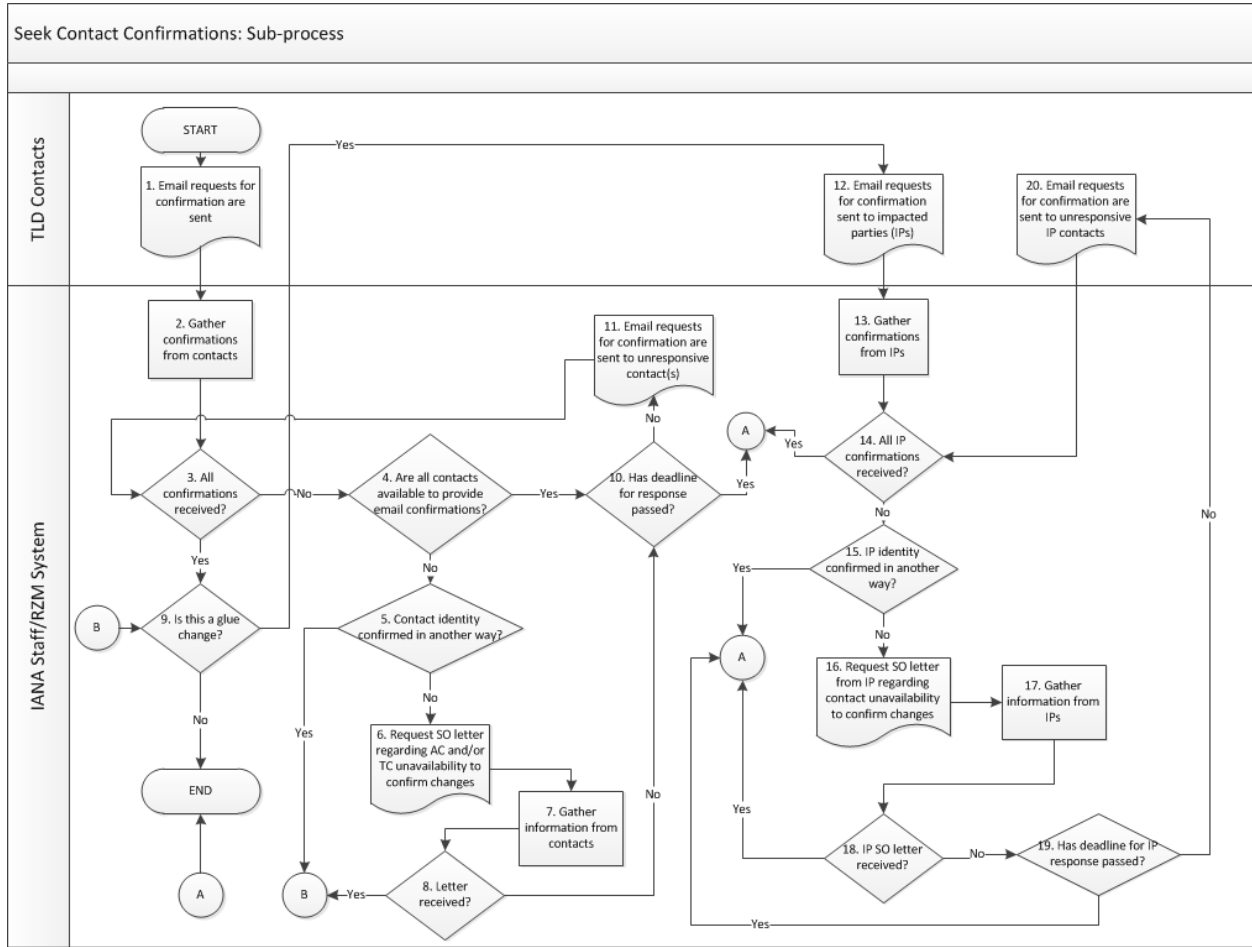 Seek Contact Confirmations: Sub-process
TLD Contacts
START
1. Email requests for
confirmation are
sent
Yes
12. Email requests
for confirmation
sent to impacted
parties (IPs)
20. Email requests
for confirmation are
sent to unresponsive
IP contacts
IANA Staff/RZM System
2. Gather
confirmations
from contacts
11. Email requests
for confirmation are
sent to unresponsive
contact(s)
13. Gather
confirmations
from IPs
No
A
Yes
14. All IP
confirmations
received?
3. All
confirmations
received?
No
4. Are all contacts
available to provide
email confirmations?
Yes
10. Has deadline
for response
passed?
Yes
No
No
Yes
No
15. IP identity
confirmed in another
way?
Yes
B
9. Is this a glue
change?
5. Contact identity
confirmed in another way?
No
A
16. Request SO letter
from IP regarding
contact unavailability
to confirm changes
17. Gather
information from
IPs
No
No
Yes
6. Request SO letter
regarding AC and/or
TC unavailability to
confirm changes
END
No
7. Gather
information from
contacts
Yes
18. IP SO letter
received?
No
19. Has deadline for IP
response passed?
A
B
Yes
8. Letter
received?
Yes